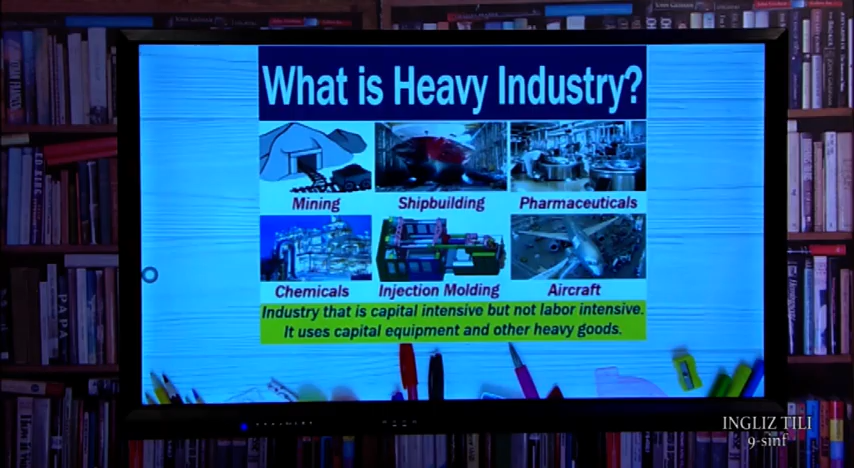 What is Heavy Industry?
Mining
Shipbuilding
Pharmaceuticals
Chemicals
Injection Molding
Aircraft
Industry that is capital intensive but not labor intensive.
It uses capital equipment and other heavy goods.
PAPA
INGLIZ TILI
9-sinf